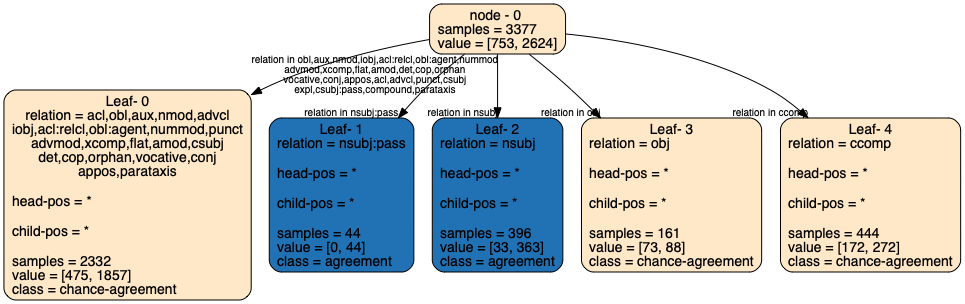 node - 0
samples = 3377
value = [753, 2624]
relation in obl,aux,nmod,iobj,acl:relcl,obl:agent,nummod
advmod,xcomp,flat,amod,det,cop,orphan
vocative,conj,appos,acl,advcl,punct,csubj
expl,csubj:pass,compound,parataxis
relation in nsubj:pass
relation in nsubj
relation in obj
relation in ccomp
Leaf- 0
relation = acl,obl,aux,nmod,advcl
iobj,acl:relcl,obl:agent,nummod,punct
advmod,xcomp,flat,amod,csubj
det,cop,orphan,vocative,conj
appos,parataxis
head-pos = *
child-pos = *
samples = 2332
value = [475, 1857]
class = chance-agreement
Leaf- 1
relation = nsubj:pass
head-pos = *
child-pos = *
samples = 44
value = [0, 44]
class = agreement
Leaf- 2
relation = nsubj
head-pos = *
child-pos = *
samples = 396
value = [33, 363]
class = agreement
Leaf- 3
relation = obj
head-pos = *
child-pos = *
samples = 161
value = [73, 88]
class = chance-agreement
Leaf- 4
relation = ccomp
head-pos = *
child-pos = *
samples = 444
value = [172, 272]
class = chance-agreement